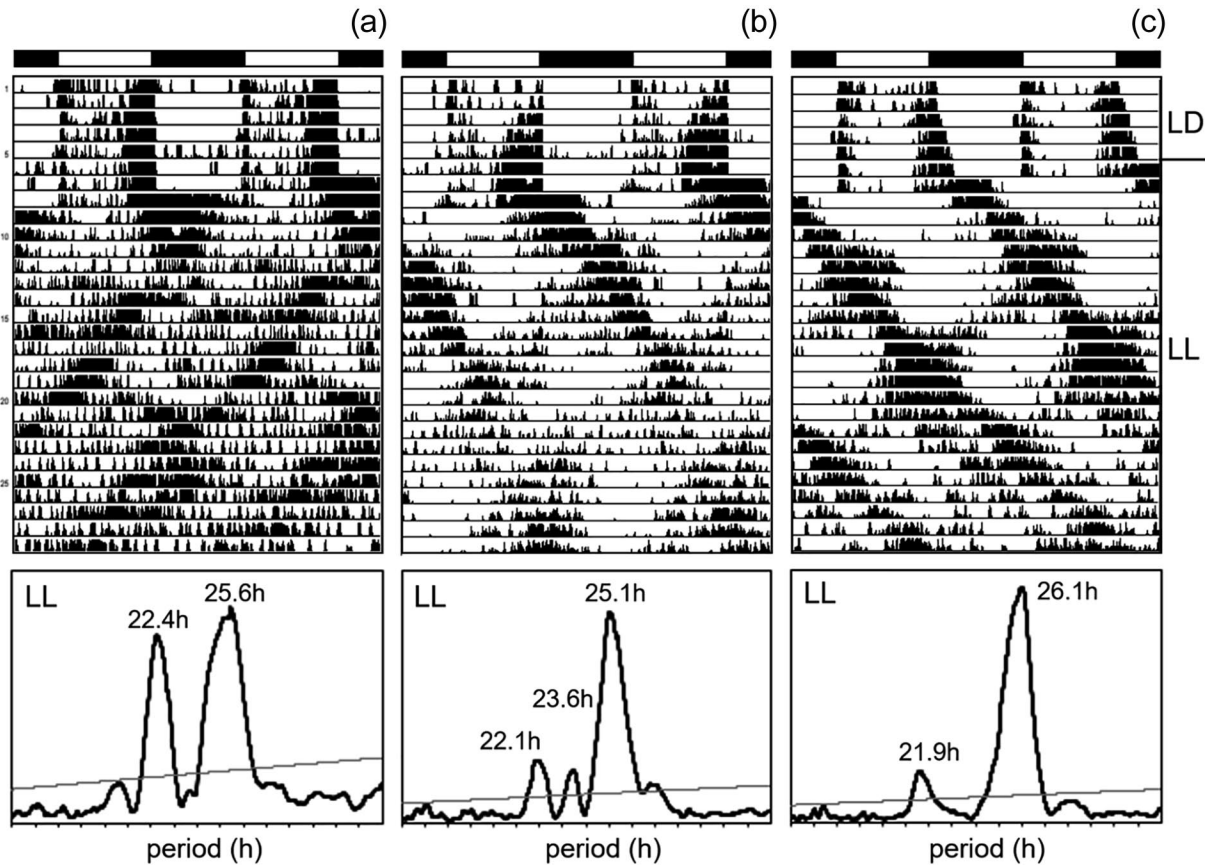 (a) (b) (c)
1
5
10
15
20
25
LD
LL
LL 22.4h 25.6h
LL 22.1h 23.6h 25.1h
LL 21.9h 26.1h
period (h) period (h) period (h)